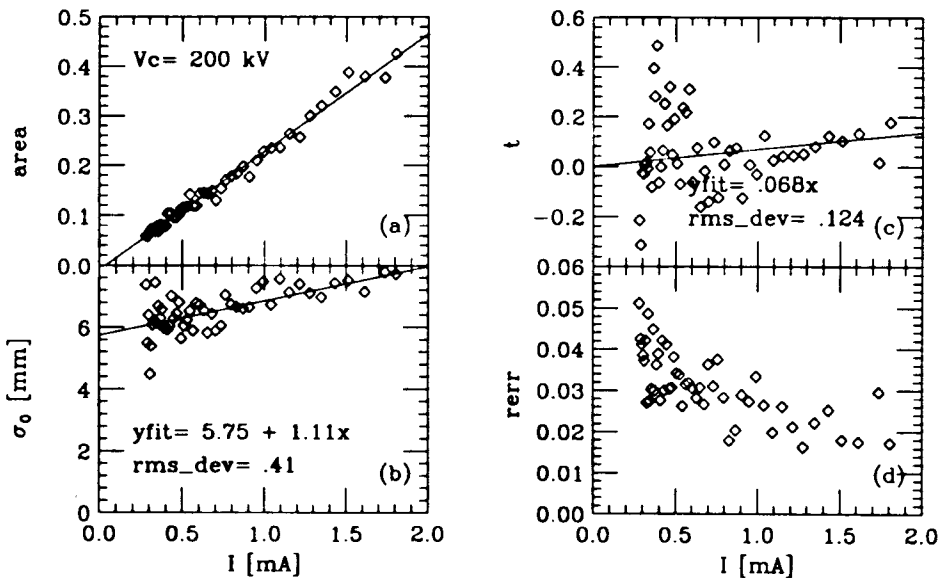 0.5
0.4
0.3
0.2
0.1
0.0
area
Vc= 200 kV
(a)
6
4
2
0
σ₀ [mm]
yfit= 5.75 + 1.11x
rms_dev= .41
(b)
0.0 0.5 1.0 1.5 2.0
I [mA]
0.6
0.4
0.2
0.0
−0.2
t
yfit= .068x
rms_dev= .124
(c)
0.06
0.05
0.04
0.03
0.02
0.01
0.00
rerr
(d)
0.0 0.5 1.0 1.5 2.0
I [mA]